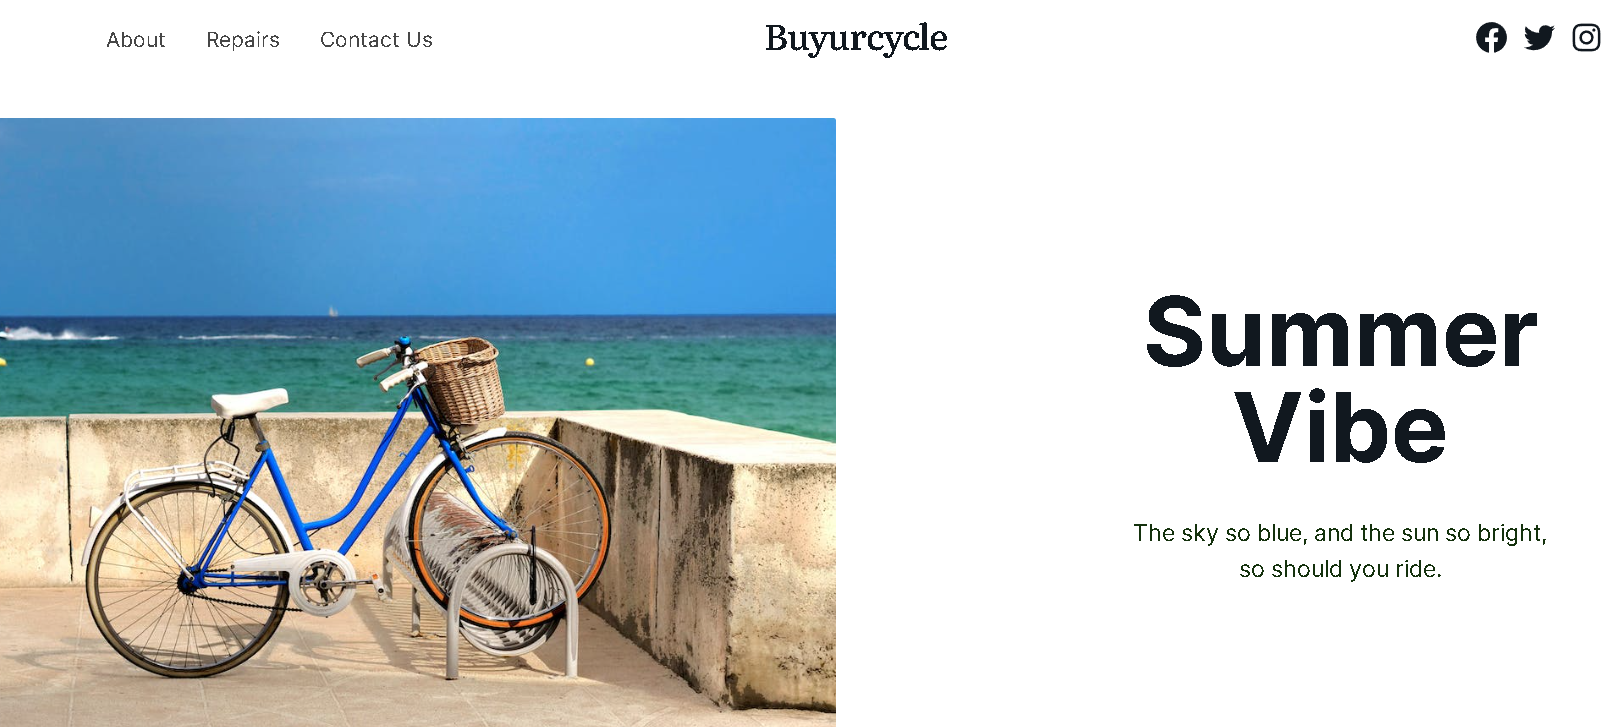 About Repairs Contact Us Buyurcycle
Summer
Vibe
The sky so blue, and the sun so bright,
so should you ride.